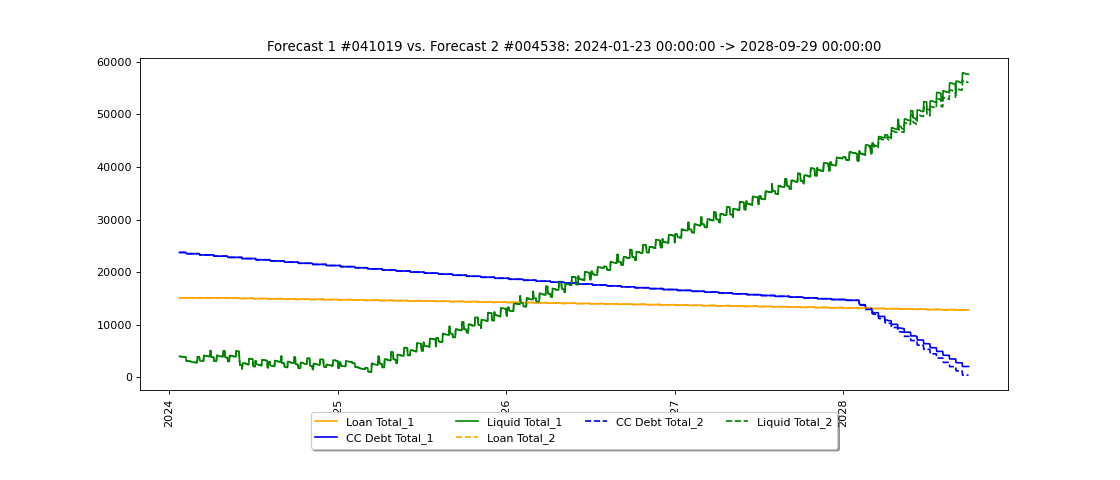 Forecast 1 #041019 vs. Forecast 2 #004538: 2024-01-23 00:00:00 -> 2028-09-29 00:00:00
60000
50000
40000
30000
20000
10000
0
2024
25
26
27
2028
Loan Total_1
Liquid Total_1
CC Debt Total_2
Liquid Total_2
CC Debt Total_1
Loan Total_2